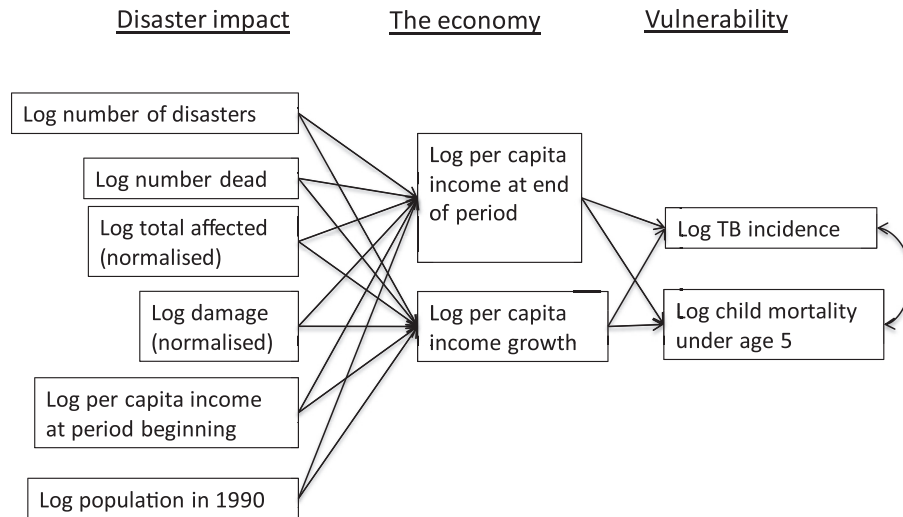 Disaster impact
The economy
Vulnerability
Log number of disasters
Log number dead
Log total affected
(normalised)
Log damage
(normalised)
Log per capita income
at period beginning
Log population in 1990
Log per capita
income at end
of period
Log per capita
income growth
Log TB incidence
Log child mortality
under age 5